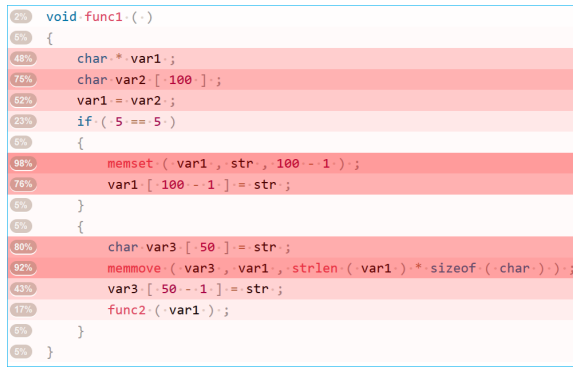 2% void func1 ( )
5% {
48% char * var1 ;
75% char var2 [ 100 ] ;
52% var1 = var2 ;
23% if ( 5 == 5 )
5% {
98% memset ( var1 , str , 100 - 1 ) ;
76% var1 [ 100 - 1 ] = str ;
5% }
5% {
80% char var3 [ 50 ] = str ;
92% memmove ( var3 , var1 , strlen ( var1 ) * sizeof ( char ) ) ;
43% var3 [ 50 - 1 ] = str ;
17% func2 ( var1 ) ;
5% }
5% }